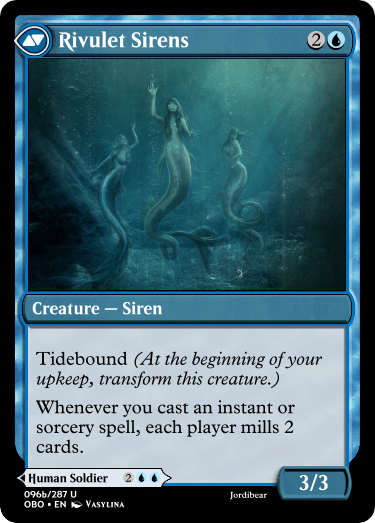 Rivulet Sirens 2
Creature — Siren
Tidebound (At the beginning of your
upkeep, transform this creature.)
Whenever you cast an instant or
sorcery spell, each player mills 2
cards.
Human Soldier 2
3/3
096b/287 U
OBO • EN Vasylina
Jordibear